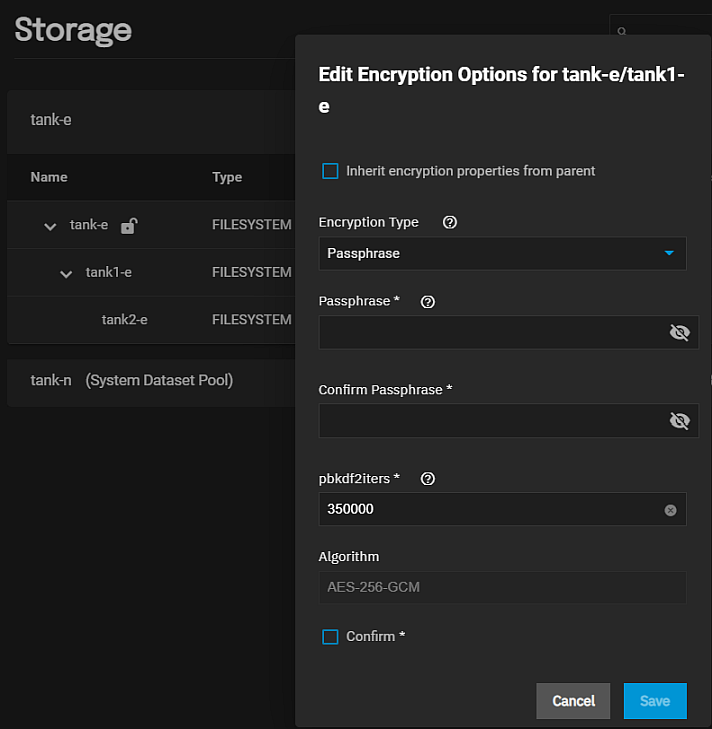 Storage
tank-e
Name Type
tank-e FILESYSTEM
tank1-e FILESYSTEM
tank2-e FILESYSTEM
tank-n (System Dataset Pool)
Edit Encryption Options for tank-e/tank1-
e
Inherit encryption properties from parent
Encryption Type
Passphrase
Passphrase *
Confirm Passphrase *
pbkdf2iters *
350000
Algorithm
AES-256-GCM
Confirm *
Cancel Save